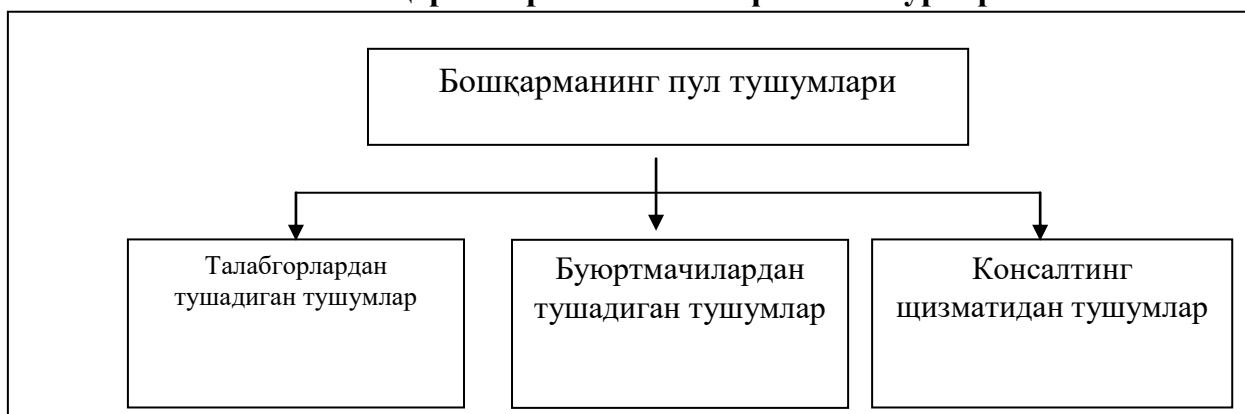 Бошқарманинг пул тушумлари
Талабгорлардан
тушадиган тушумлар
Буюртмачилардан
тушадиган тушумлар
Консалтинг
щизматидан тушумлар